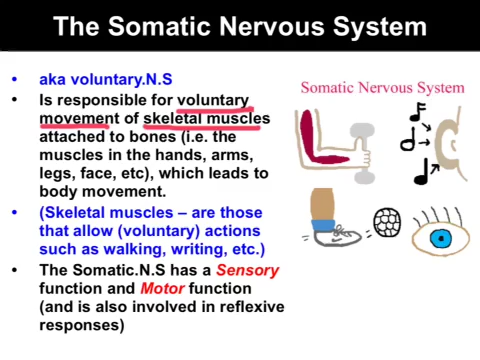 The Somatic Nervous System
aka voluntary.N.S
Is responsible for voluntary
movement of skeletal muscles
attached to bones (i.e. the
muscles in the hands, arms,
legs, face, etc), which leads to
body movement.
(Skeletal muscles – are those
that allow (voluntary) actions
such as walking, writing, etc.)
The Somatic.N.S has a Sensory
function and Motor function
(and is also involved in reflexive
responses)
Somatic Nervous System